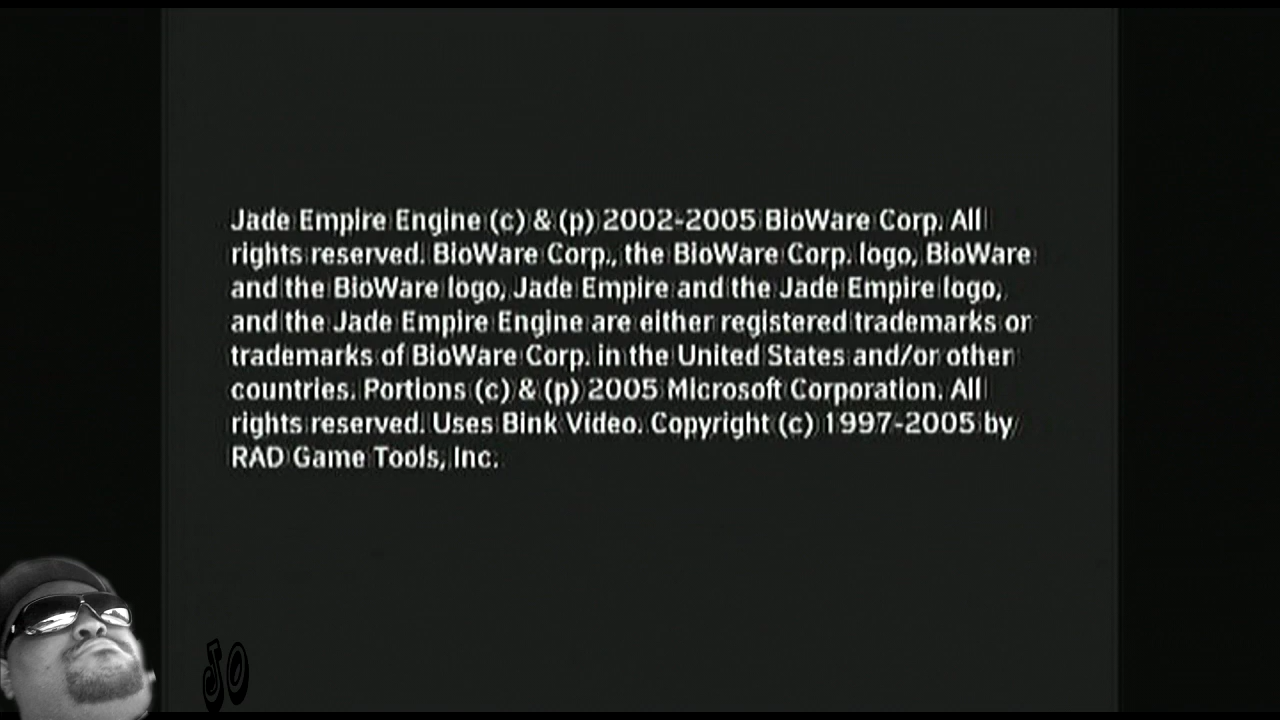 Jade Empire Engine (c) & (p) 2002-2005 BioWare Corp. All
rights reserved. BioWare Corp., the BioWare Corp. logo, BioWare
and the BioWare logo, Jade Empire and the Jade Empire logo,
and the Jade Empire Engine are either registered trademarks or
trademarks of BioWare Corp. in the United States and/or other
countries. Portions (c) & (p) 2005 Microsoft Corporation. All
rights reserved. Uses Bink Video. Copyright (c) 1997-2005 by
RAD Game Tools, Inc.
JO